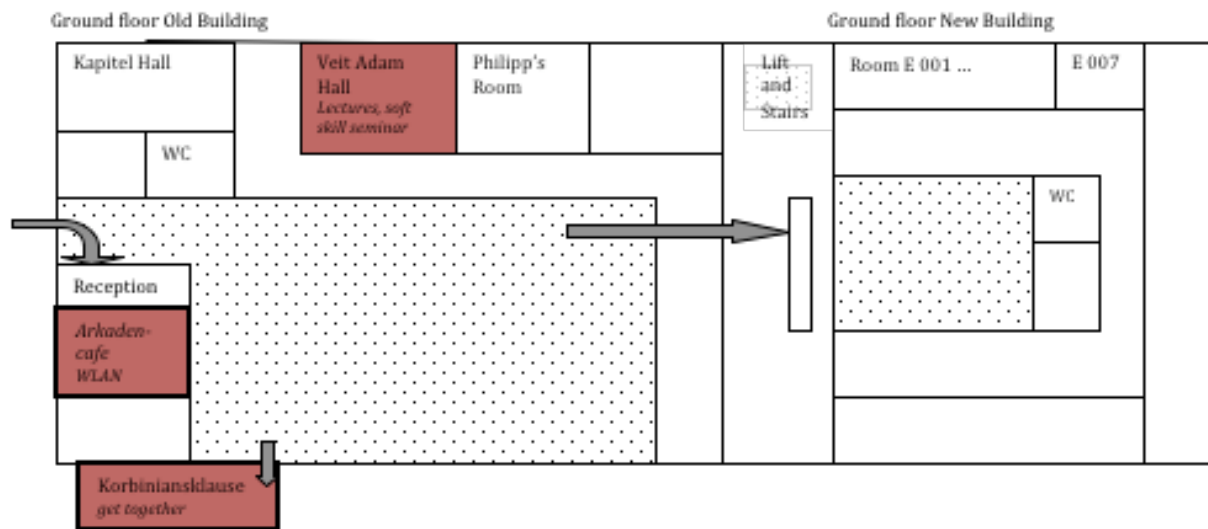 Ground floor Old Building
Ground floor New Building
Kapitel Hall
WC
Veit Adam
Hall
Lectures, soft
skill seminar
Philipp's
Room
Lift
and
Stairs
Room E 001 ...
E 007
WC
Reception
Arkaden-
cafe
WLAN
Korbiniansklause
get together